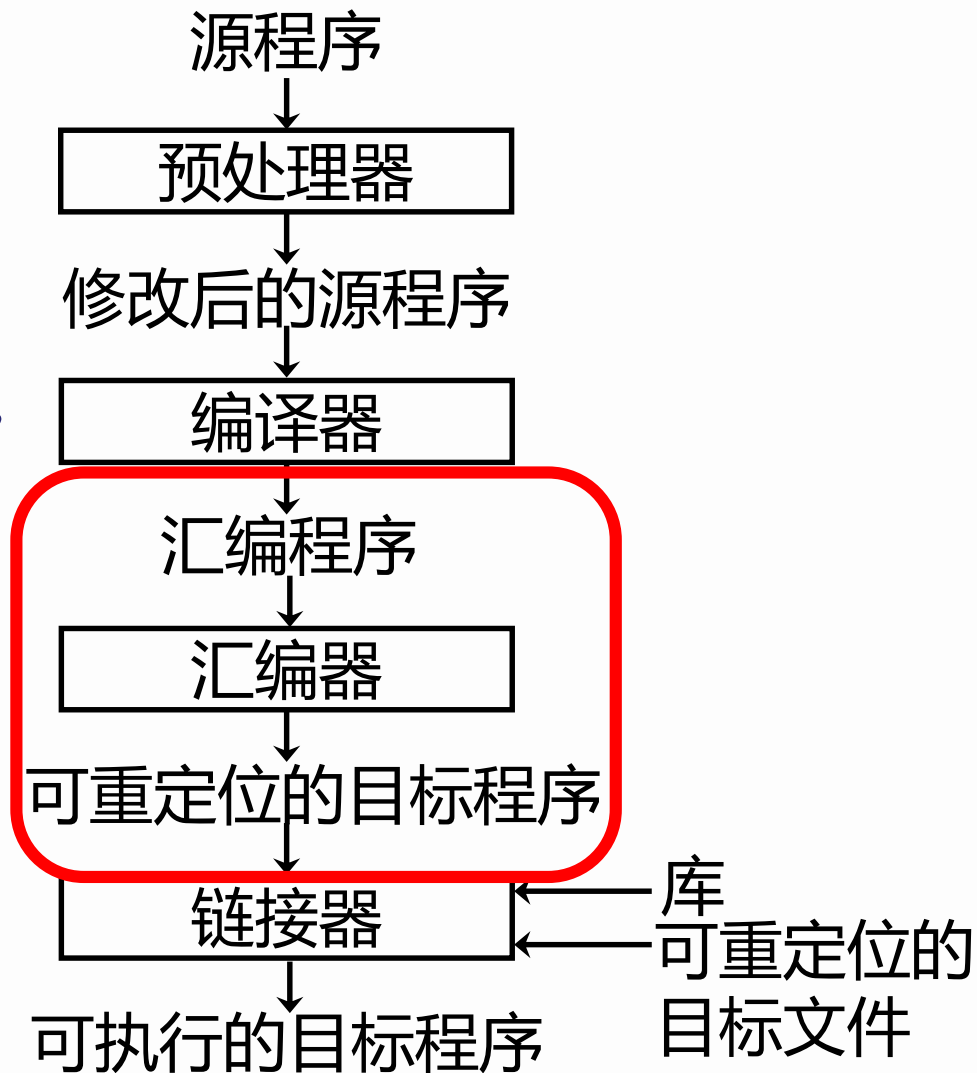 源程序
预处理器
修改后的源程序
编译器
汇编程序
汇编器
可重定位的目标程序
链接器
库
可重定位的
目标文件
可执行的目标程序